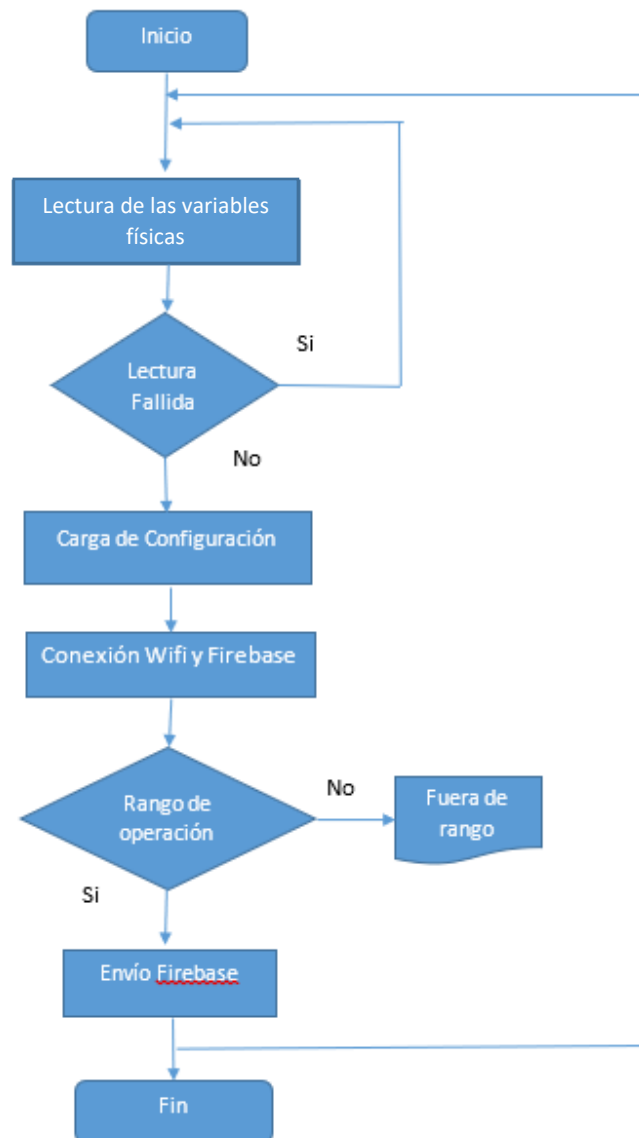 Inicio
Lectura de las variables
físicas
Si
Lectura
Fallida
No
Carga de Configuración
Conexión Wifi y Firebase
No
Rango de
operación
Fuera de
rango
Si
Envío Firebase
Fin